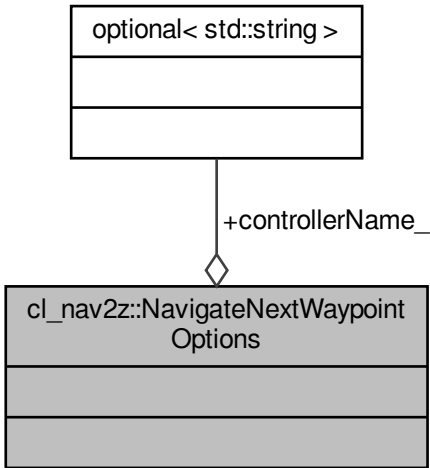 optional< std::string >
+controllerName_
cl_nav2z::NavigateNextWaypoint
Options